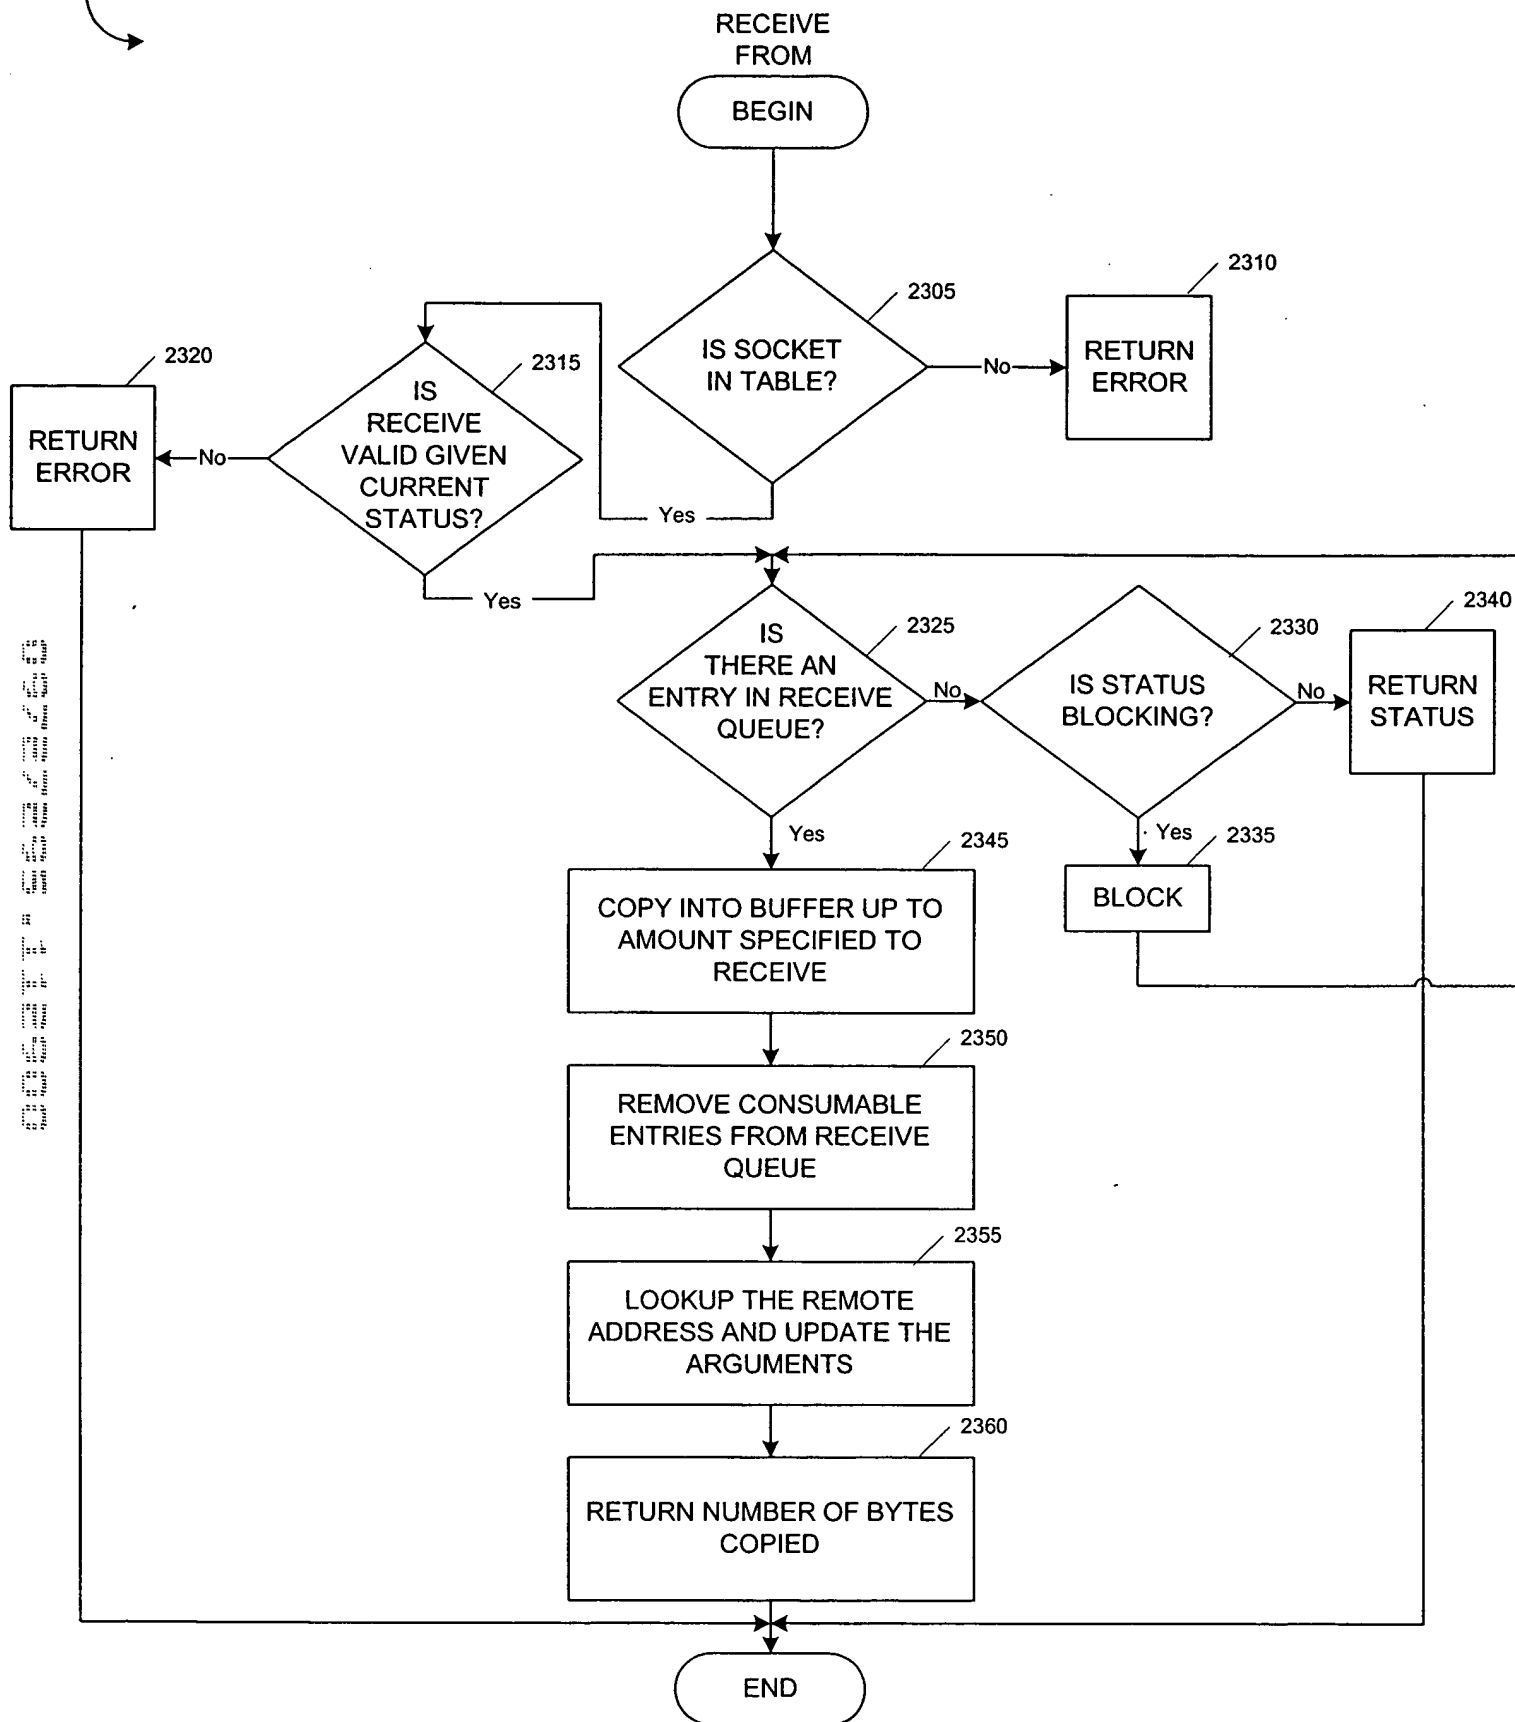 RECEIVE
FROM
BEGIN
2305
IS SOCKET
IN TABLE?
No
2310
RETURN
ERROR
Yes
2315
IS
RECEIVE
VALID GIVEN
CURRENT
STATUS?
No
2320
RETURN
ERROR
Yes
2325
IS
THERE AN
ENTRY IN RECEIVE
QUEUE?
No
2330
IS STATUS
BLOCKING?
No
2340
RETURN
STATUS
Yes
2335
BLOCK
Yes
2345
COPY INTO BUFFER UP TO
AMOUNT SPECIFIED TO
RECEIVE
2350
REMOVE CONSUMABLE
ENTRIES FROM RECEIVE
QUEUE
2355
LOOKUP THE REMOTE
ADDRESS AND UPDATE THE
ARGUMENTS
2360
RETURN NUMBER OF BYTES
COPIED
END